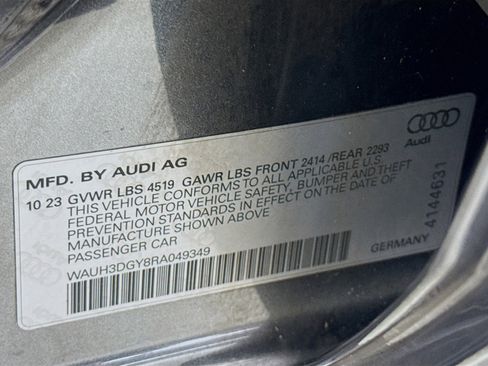 MFD. BY AUDI AG
10 23 GVWR LBS 4519 GAWR LBS FRONT 2414 /REAR 2293
THIS VEHICLE CONFORMS TO ALL APPLICABLE U.S.
FEDERAL MOTOR VEHICLE SAFETY, BUMPER AND THEFT
PREVENTION STANDARDS IN EFFECT ON THE DATE OF
MANUFACTURE SHOWN ABOVE
PASSENGER CAR
WAUH3DGY8RA049349
GERMANY
Audi
4144631